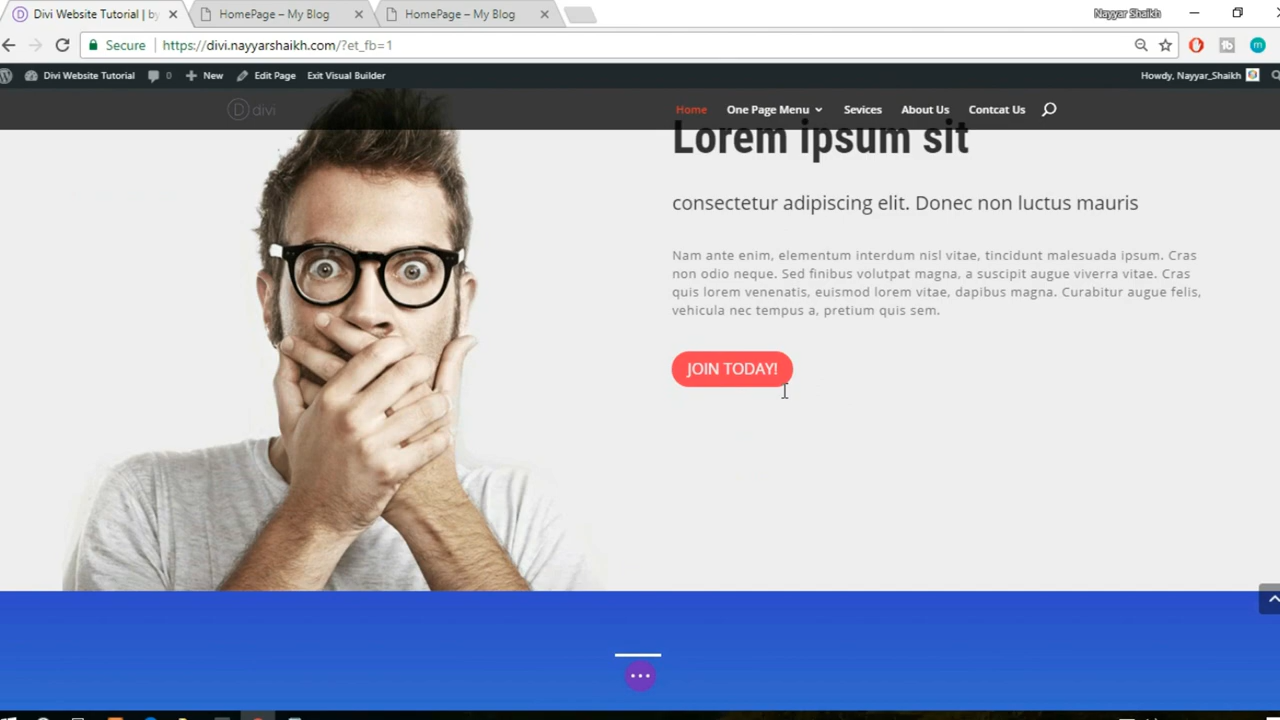 Divi Website Tutorial | by
HomePage – My Blog
HomePage – My Blog
Nayyar Shaikh
Secure
https://divi.nayyarshaikh.com/?et_fb=1
Divi Website Tutorial
0
New
Edit Page
Exit Visual Builder
Howdy, Nayyar_Shaikh
D divi
Home
One Page Menu
Sevices
About Us
Contcat Us
Lorem ipsum sit
consectetur adipiscing elit. Donec non luctus mauris
Nam ante enim, elementum interdum nisl vitae, tincidunt malesuada ipsum. Cras
non odio neque. Sed finibus volutpat magna, a suscipit augue viverra vitae. Cras
quis lorem venenatis, euismod lorem vitae, dapibus magna. Curabitur augue felis,
vehicula nec tempus a, pretium quis sem.
JOIN TODAY!